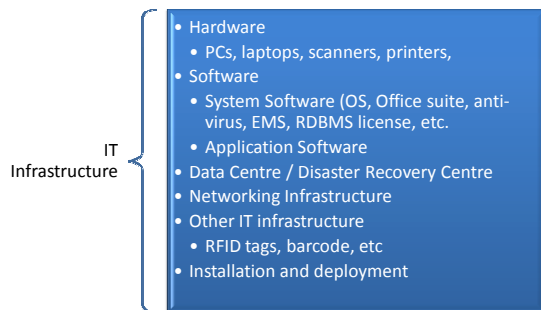 IT
Infrastructure
• Hardware
• PCs, laptops, scanners, printers,
• Software
• System Software (OS, Office suite, anti-
virus, EMS, RDBMS license, etc.
• Application Software
• Data Centre / Disaster Recovery Centre
• Networking Infrastructure
• Other IT infrastructure
• RFID tags, barcode, etc
• Installation and deployment